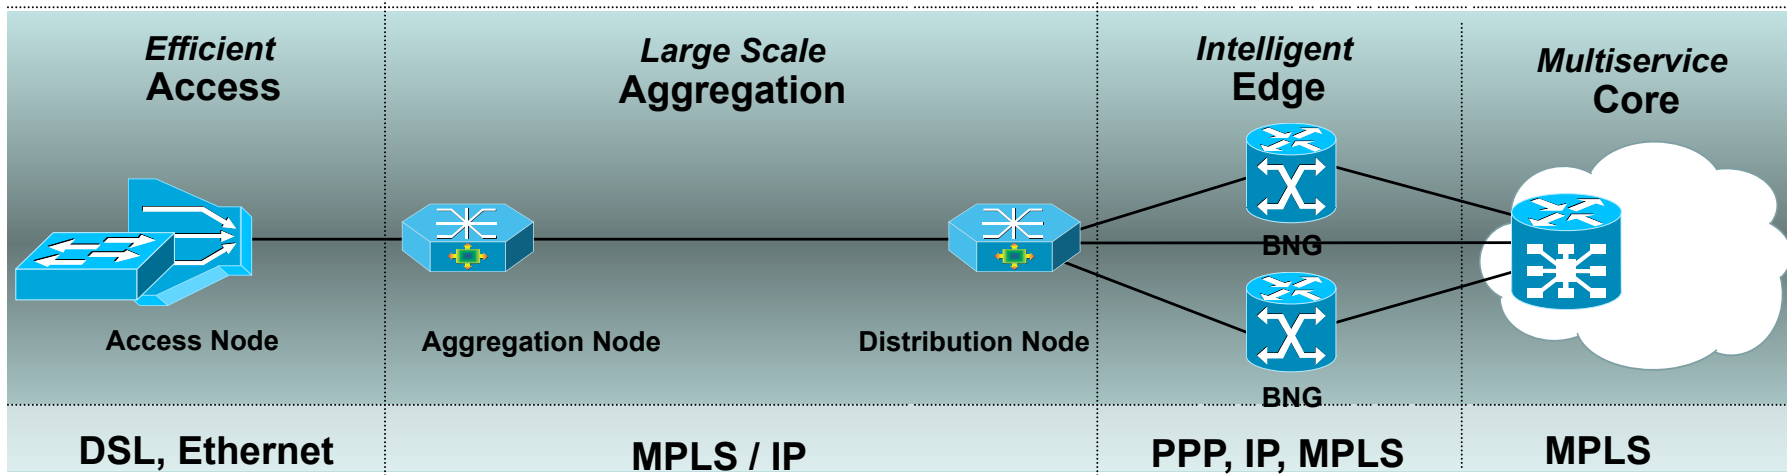 Efficient
Access
Large Scale
Aggregation
Intelligent
Edge
Multiservice
Core
BNG
Access Node
Aggregation Node
Distribution Node
BNG
DSL, Ethernet
MPLS / IP
PPP, IP, MPLS
MPLS